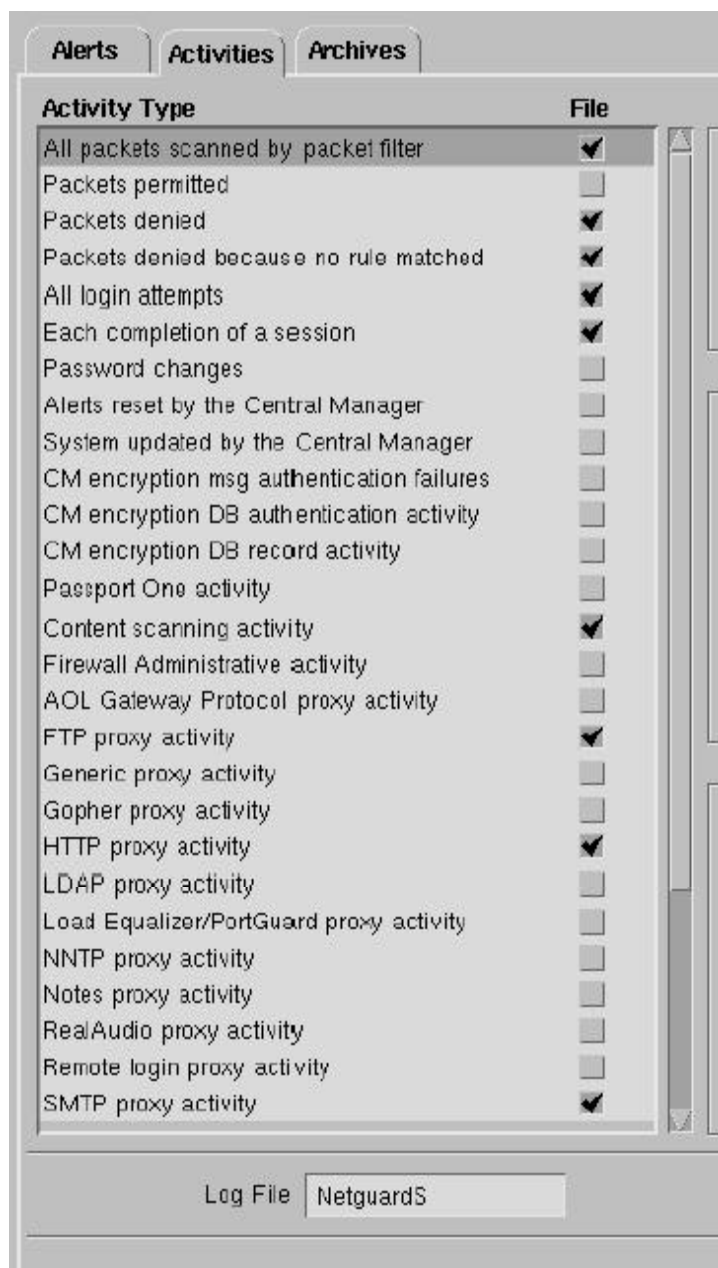 Alerts Activities Archives
Activity Type File
All packets scanned by packet filter
Packets permitted
Packets denied
Packets denied because no rule matched
All login attempts
Each completion of a session
Password changes
Alerts reset by the Central Manager
System updated by the Central Manager
CM encryption msg authentication failures
CM encryption DB authentication activity
CM encryption DB record activity
Passport One activity
Content scanning activity
Firewall Administrative activity
AOL Gateway Protocol proxy activity
FTP proxy activity
Generic proxy activity
Gopher proxy activity
HTTP proxy activity
LDAP proxy activity
Load Equalizer/PortGuard proxy activity
NNTP proxy activity
Notes proxy activity
RealAudio proxy activity
Remote login proxy activity
SMTP proxy activity
Log File NetguardS